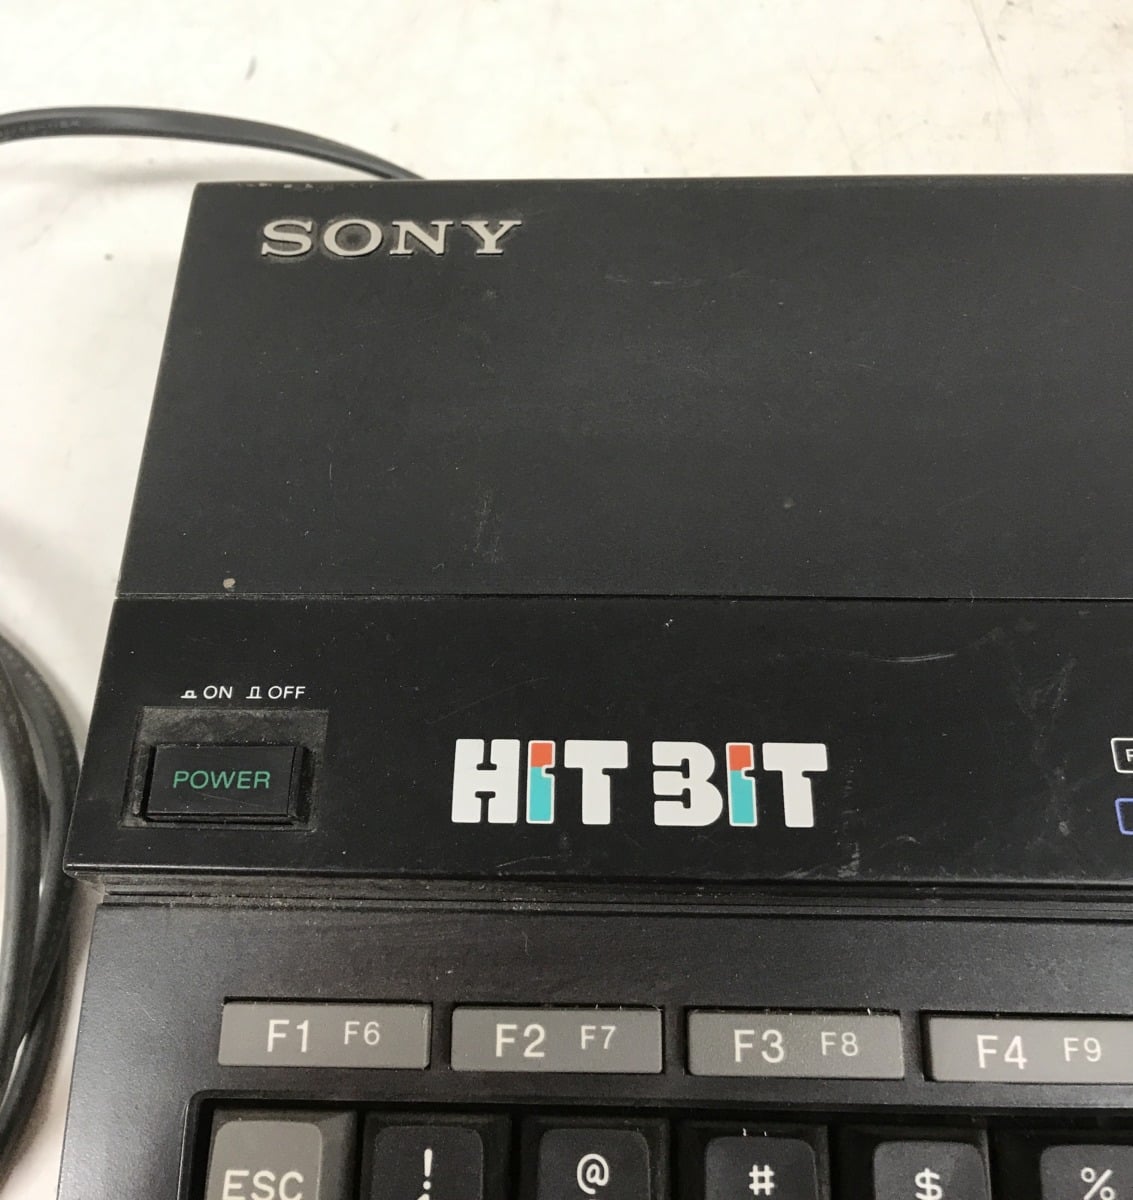 SONY
ON OFF
POWER
HiT BiT
F1 F6 F2 F7 F3 F8 F4 F9
ESC ! @ # $ %